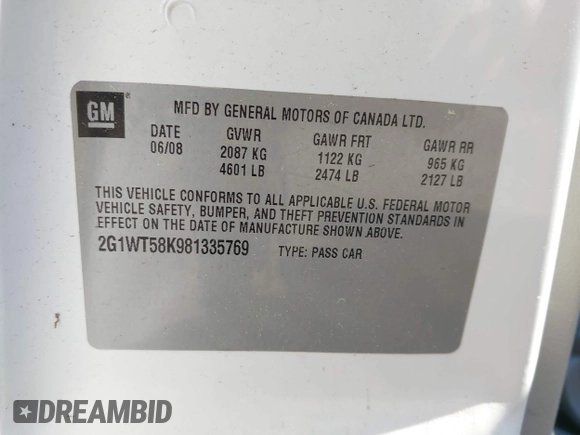 GM
®
MFD BY GENERAL MOTORS OF CANADA LTD.
DATE GVWR GAWR FRT GAWR RR
06/08 2087 KG 1122 KG 965 KG
4601 LB 2474 LB 2127 LB
THIS VEHICLE CONFORMS TO ALL APPLICABLE U.S. FEDERAL MOTOR
VEHICLE SAFETY, BUMPER, AND THEFT PREVENTION STANDARDS IN
EFFECT ON THE DATE OF MANUFACTURE SHOWN ABOVE.
2G1WT58K981335769 TYPE: PASS CAR
DREAMBID